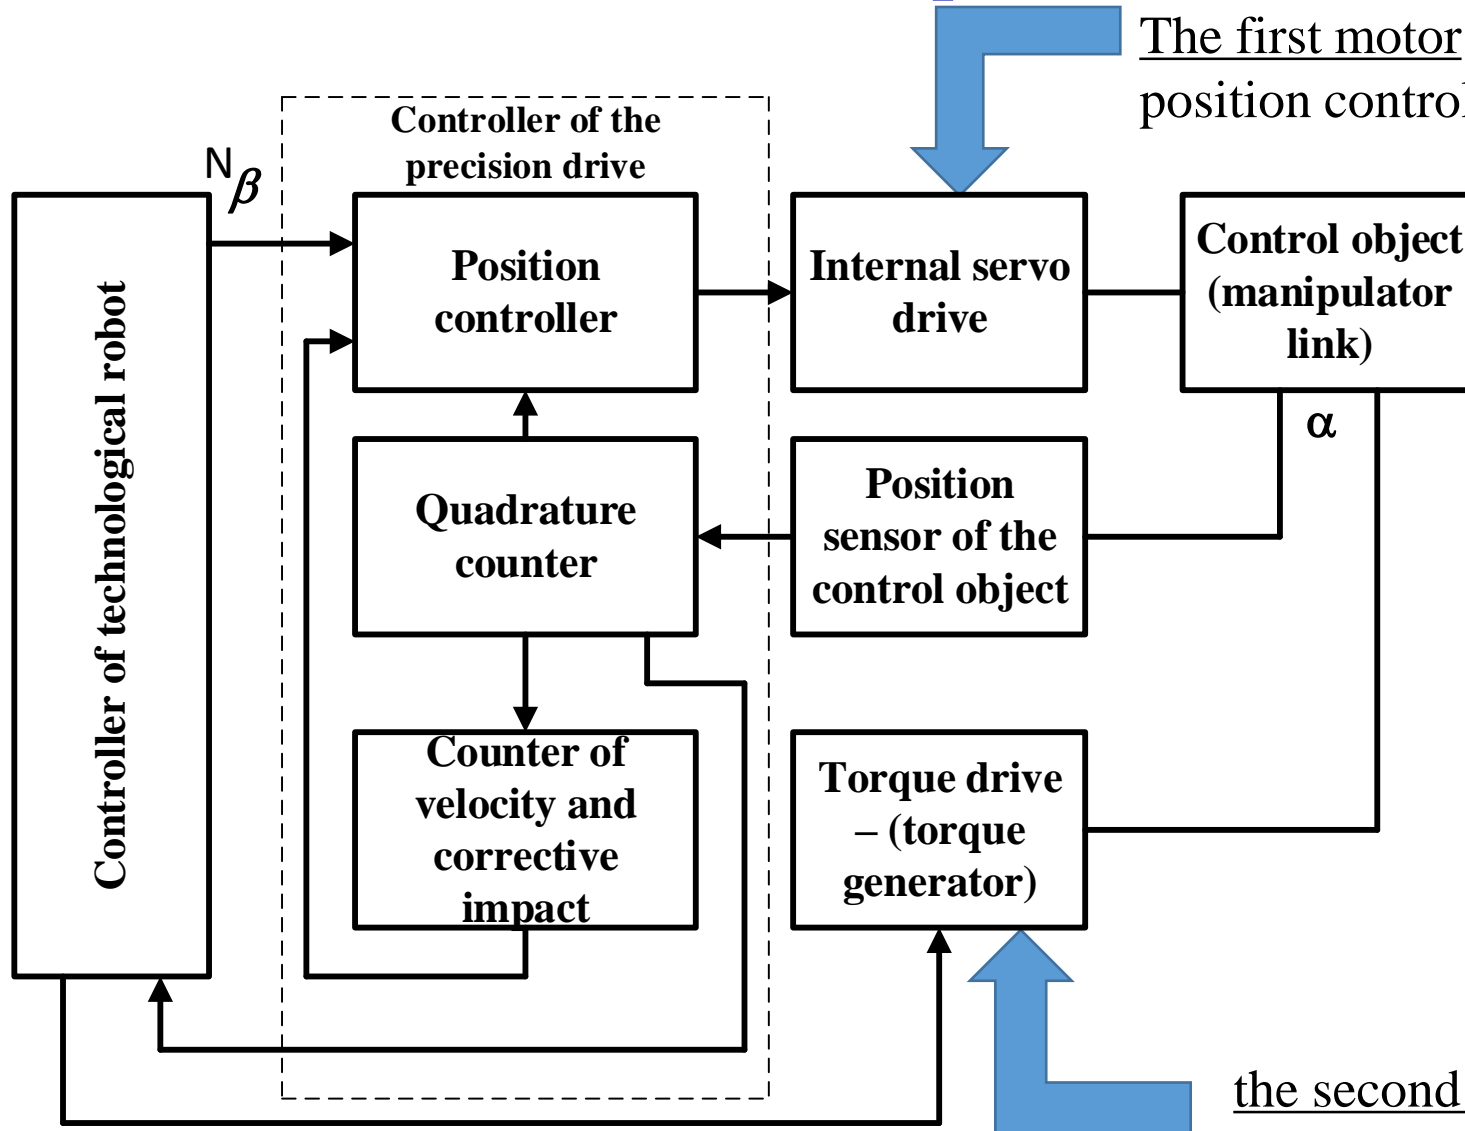 The first motor
position control
Controller of the
precision drive
Nβ
Controller of technological robot
Position
controller
Internal servo
drive
Control object
(manipulator
link)
α
Quadrature
counter
Position
sensor of the
control object
Counter of
velocity and
corrective
impact
Torque drive
– (torque
generator)
the second